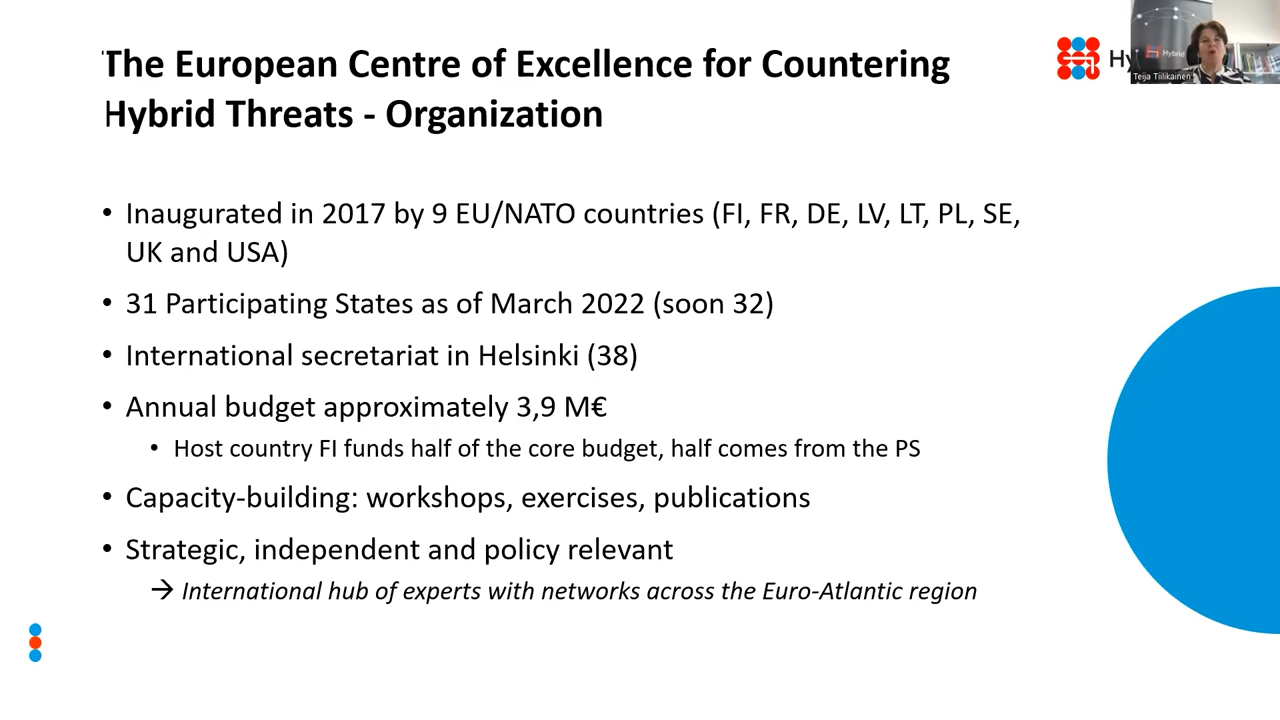 The European Centre of Excellence for Countering
Hybrid Threats - Organization
Hy
Hybrid
Teija Tiilikainen
• Inaugurated in 2017 by 9 EU/NATO countries (FI, FR, DE, LV, LT, PL, SE,
UK and USA)
• 31 Participating States as of March 2022 (soon 32)
• International secretariat in Helsinki (38)
• Annual budget approximately 3,9 M€
• Host country FI funds half of the core budget, half comes from the PS
• Capacity-building: workshops, exercises, publications
• Strategic, independent and policy relevant
→ International hub of experts with networks across the Euro-Atlantic region